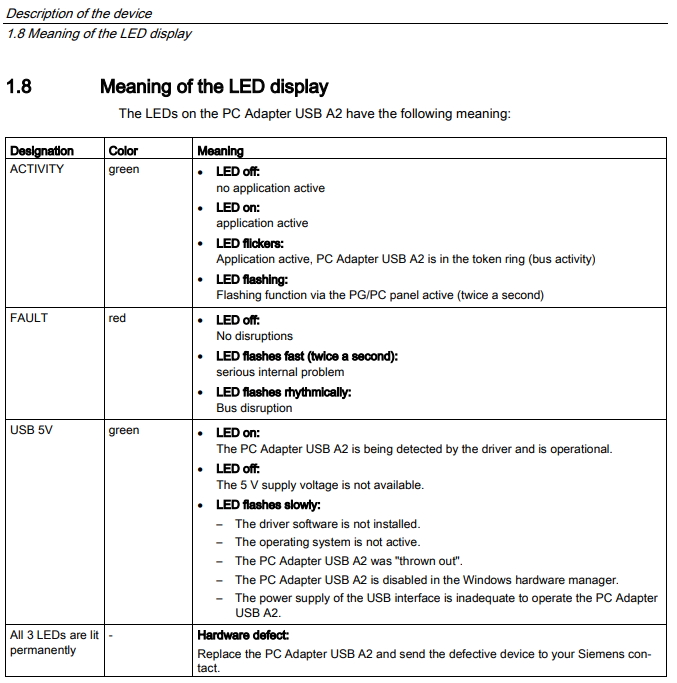 Description of the device
1.8 Meaning of the LED display
1.8 Meaning of the LED display
The LEDs on the PC Adapter USB A2 have the following meaning:
Designation Color Meaning
ACTIVITY green • LED off:
no application active
• LED on:
application active
• LED flickers:
Application active, PC Adapter USB A2 is in the token ring (bus activity)
• LED flashing:
Flashing function via the PG/PC panel active (twice a second)
FAULT red • LED off:
No disruptions
• LED flashes fast (twice a second):
serious internal problem
• LED flashes rhythmically:
Bus disruption
USB 5V green • LED on:
The PC Adapter USB A2 is being detected by the driver and is operational.
• LED off:
The 5 V supply voltage is not available.
• LED flashes slowly:
– The driver software is not installed.
– The operating system is not active.
– The PC Adapter USB A2 was "thrown out".
– The PC Adapter USB A2 is disabled in the Windows hardware manager.
– The power supply of the USB interface is inadequate to operate the PC Adapter
USB A2.
All 3 LEDs are lit - Hardware defect:
permanently Replace the PC Adapter USB A2 and send the defective device to your Siemens con-
tact.